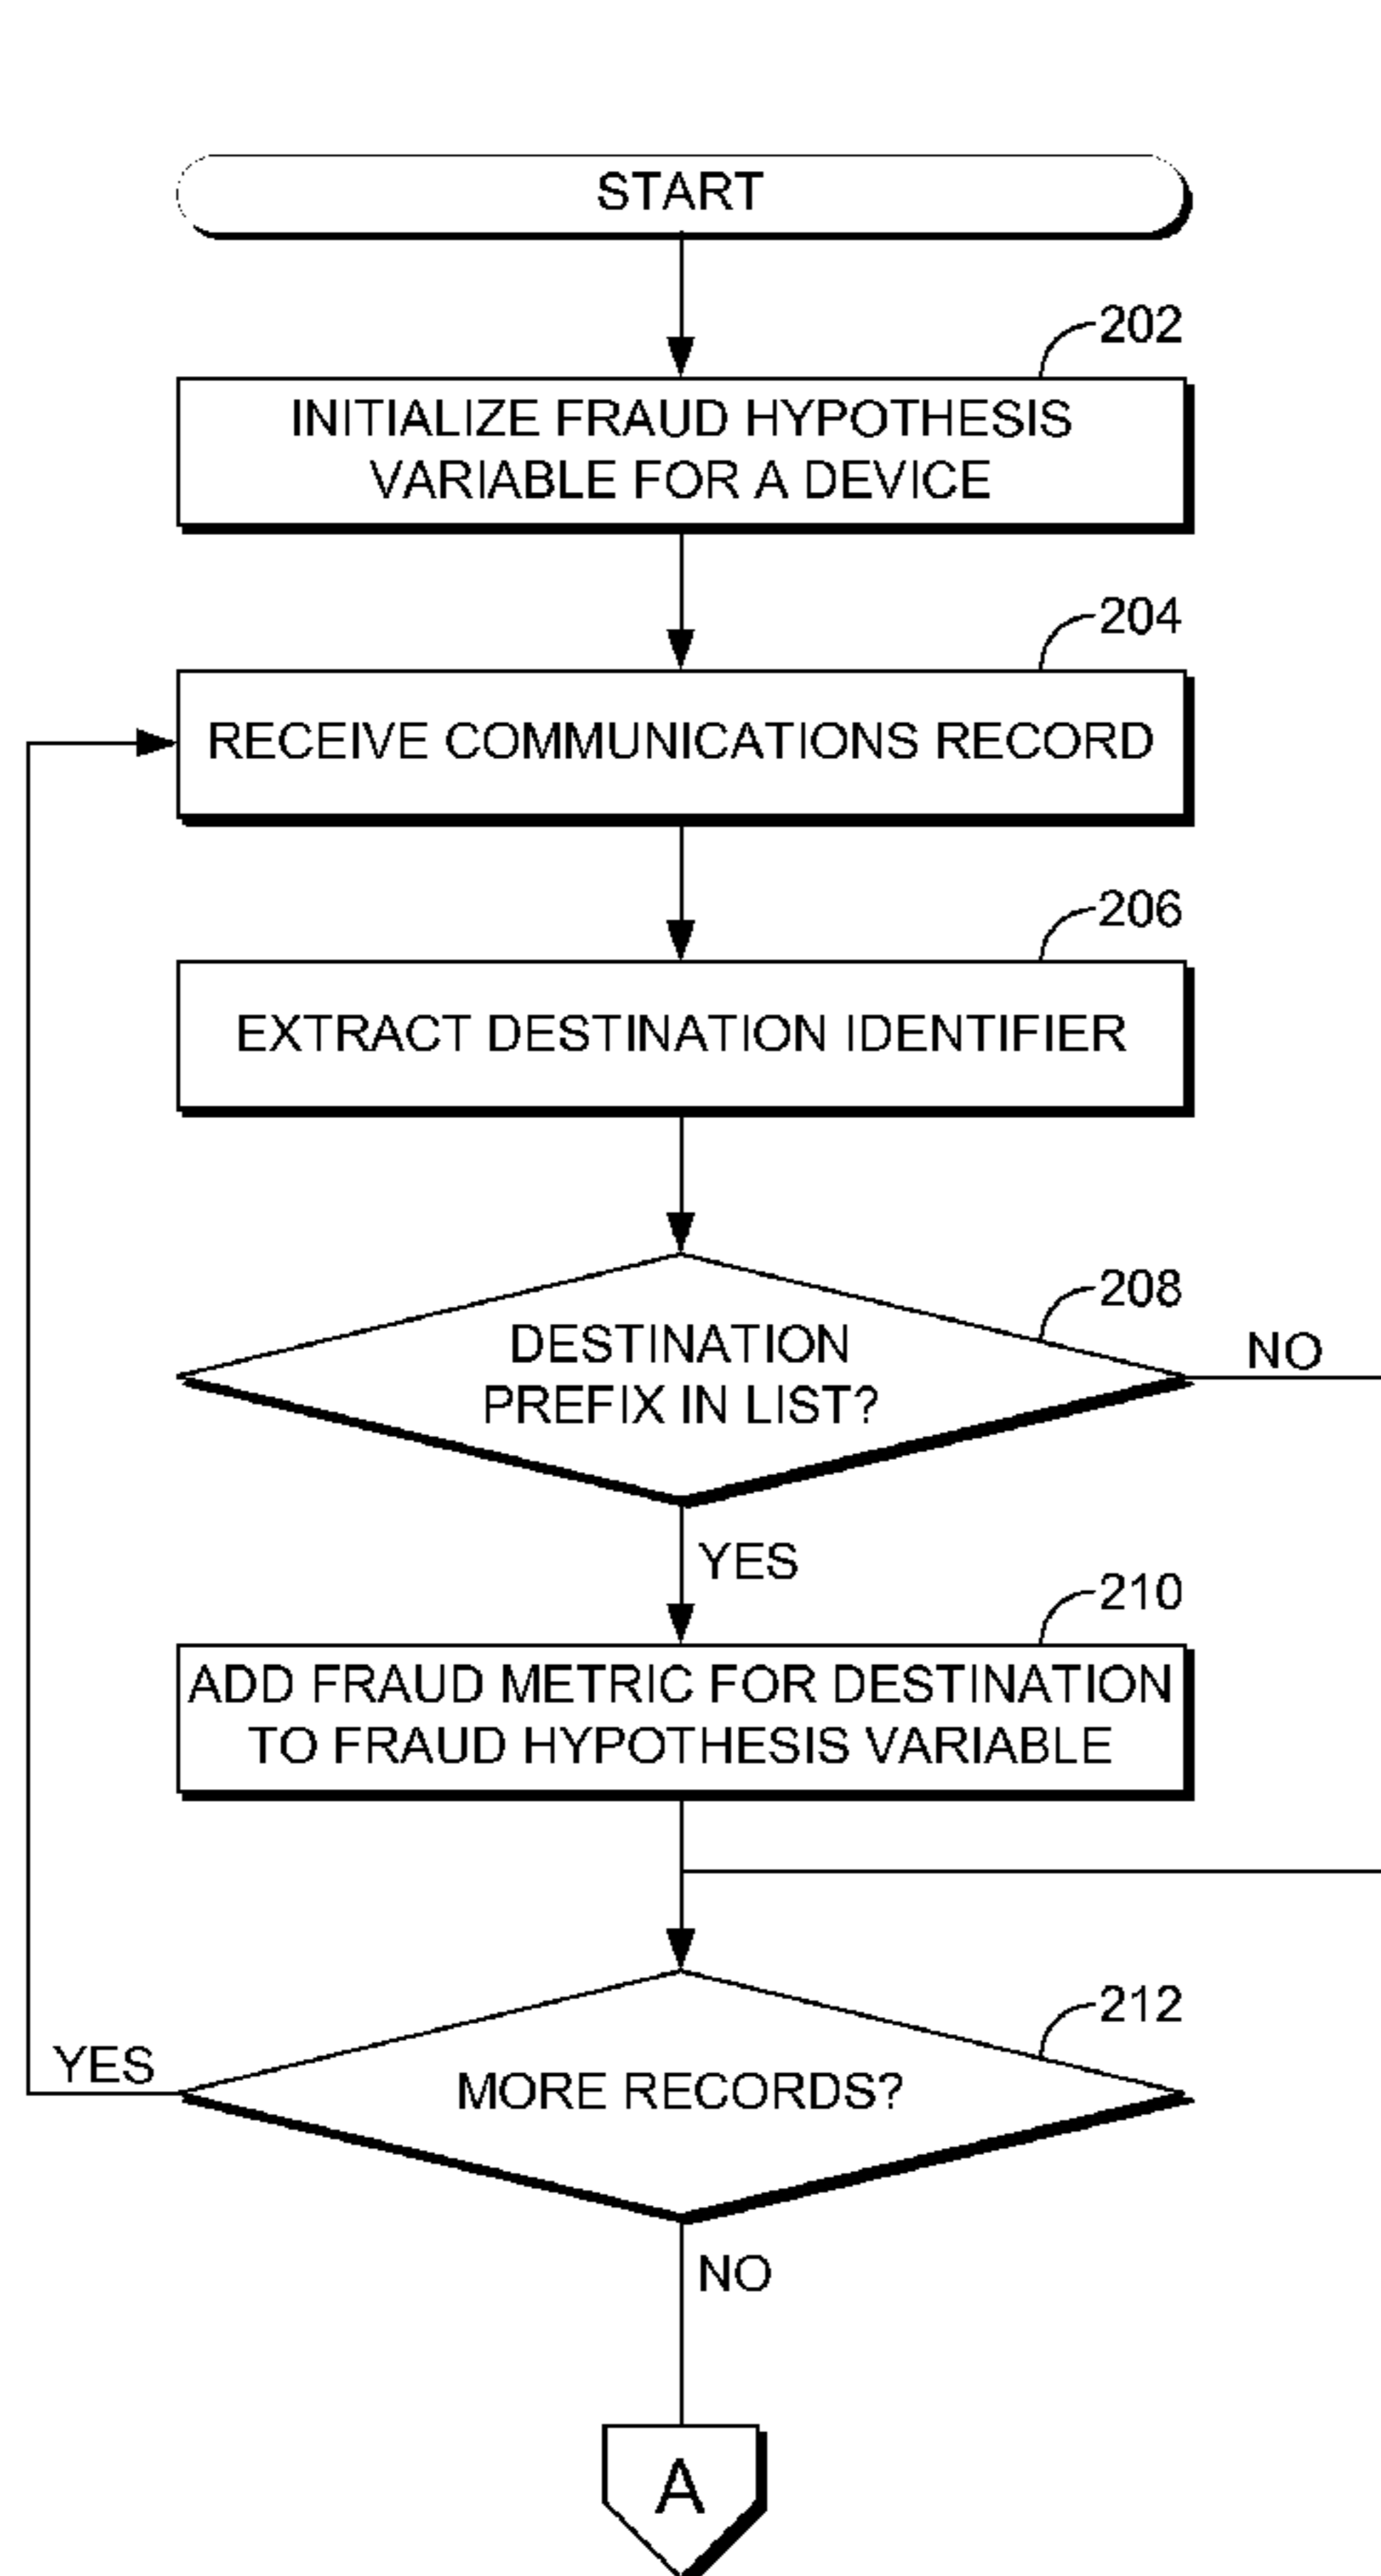 START
202
INITIALIZE FRAUD HYPOTHESIS
VARIABLE FOR A DEVICE
204
RECEIVE COMMUNICATIONS RECORD
206
EXTRACT DESTINATION IDENTIFIER
208
DESTINATION
PREFIX IN LIST?
NO
YES
210
ADD FRAUD METRIC FOR DESTINATION
TO FRAUD HYPOTHESIS VARIABLE
212
MORE RECORDS?
YES
NO
A